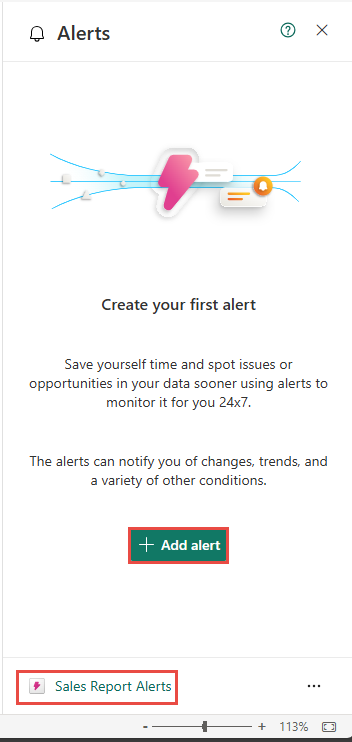 Alerts
Create your first alert
Save yourself time and spot issues or
opportunities in your data sooner using alerts to
monitor it for you 24x7.
The alerts can notify you of changes, trends, and
a variety of other conditions.
+ Add alert
Sales Report Alerts
...
- + 113%